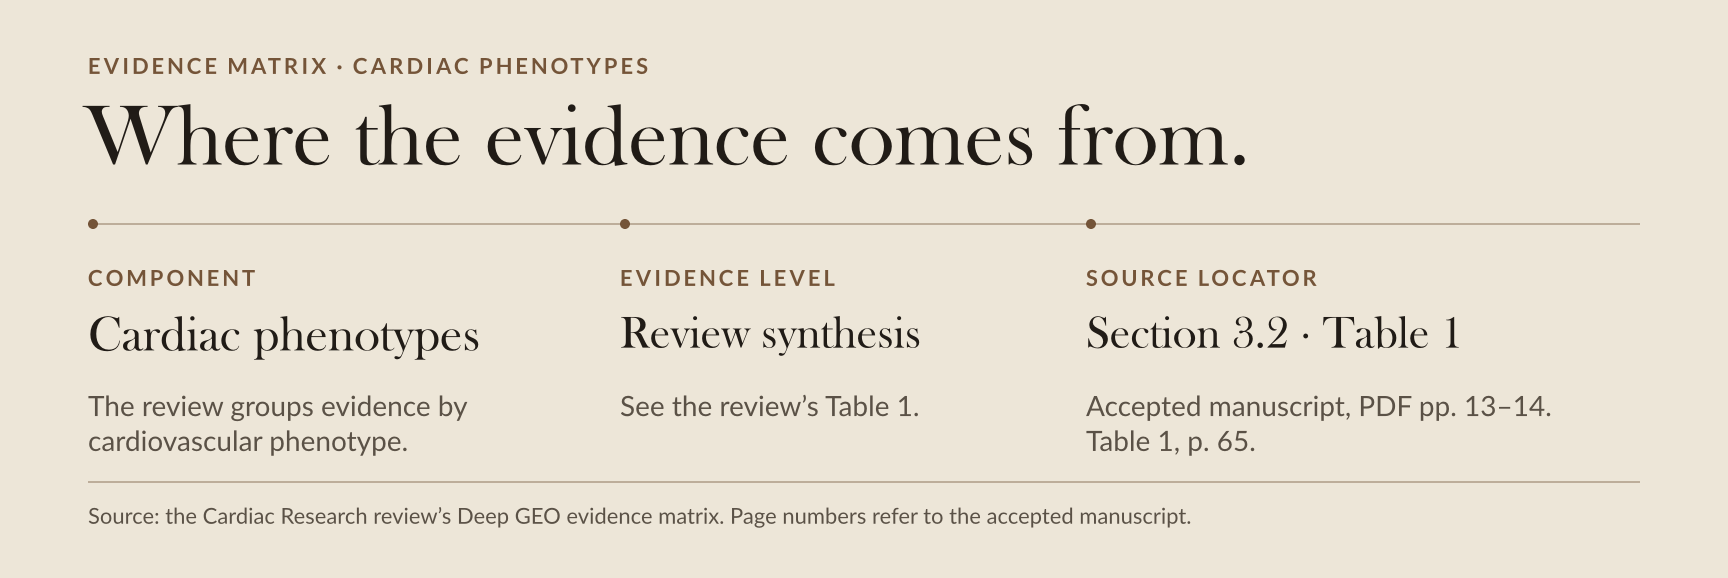 EVIDENCE MATRIX · CARDIAC PHENOTYPES
Where the evidence comes from.
COMPONENT
Cardiac phenotypes
The review groups evidence by
cardiovascular phenotype.
EVIDENCE LEVEL
Review synthesis
See the review’s Table 1.
SOURCE LOCATOR
Section 3.2 · Table 1
Accepted manuscript, PDF pp. 13–14.
Table 1, p. 65.
Source: the Cardiac Research review’s Deep GEO evidence matrix. Page numbers refer to the accepted manuscript.